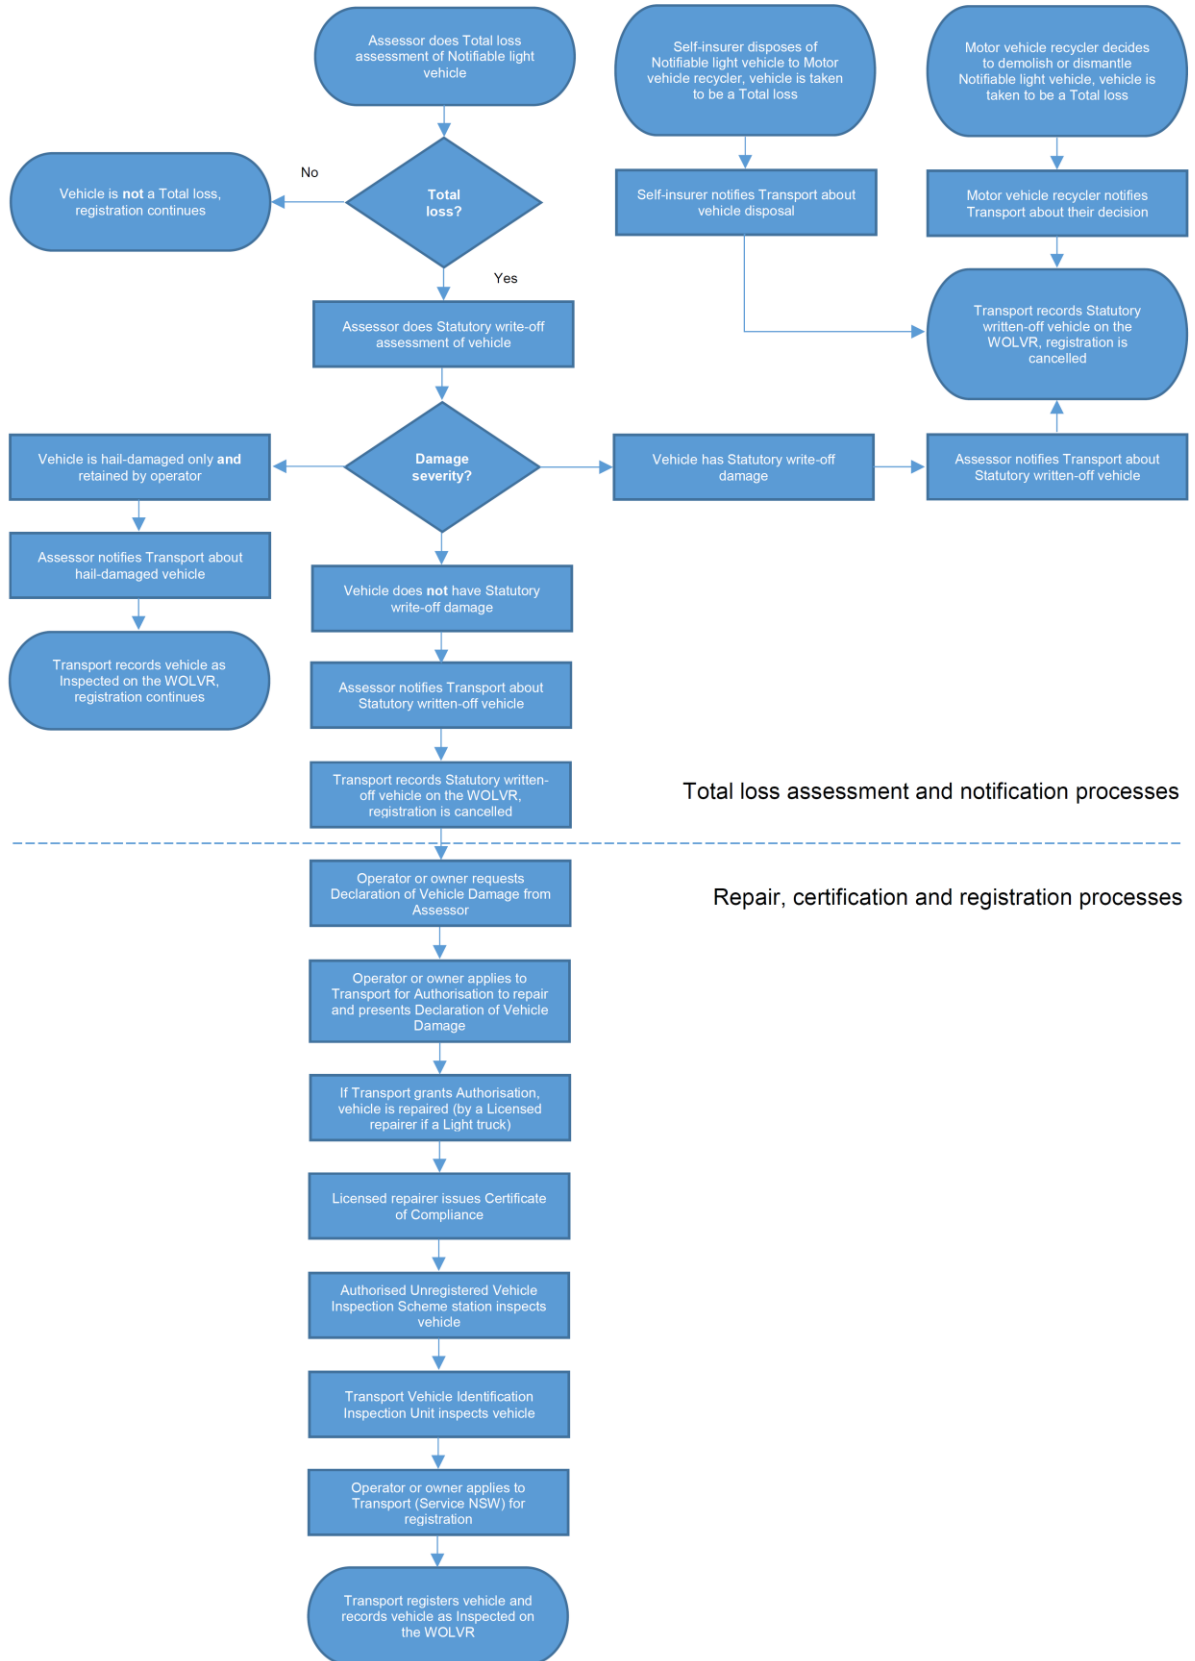 Assessor does Total loss
assessment of Notifiable light
vehicle
Self-insurer disposes of
Notifiable light vehicle to Motor
vehicle recycler, vehicle is taken
to be a Total loss
Motor vehicle recycler decides
to demolish or dismantle
Notifiable light vehicle, vehicle is
taken to be a Total loss
No
Vehicle is not a Total loss,
registration continues
Total
loss?
Self-insurer notifies Transport about
vehicle disposal
Motor vehicle recycler notifies
Transport about their decision
Yes
Assessor does Statutory write-off
assessment of vehicle
Transport records Statutory
written-off vehicle on the
WOLVR, registration is
cancelled
Vehicle is hail-damaged only and
retained by operator
Damage
severity?
Vehicle has Statutory write-off
damage
Assessor notifies Transport about
Statutory written-off vehicle
Assessor notifies Transport about
hail-damaged vehicle
Vehicle does not have Statutory
write-off damage
Transport records vehicle as
Inspected on the WOLVR,
registration continues
Assessor notifies Transport about
Statutory written-off vehicle
Transport records Statutory written-
off vehicle on the WOLVR,
registration is cancelled
Total loss assessment and notification processes
Operator or owner requests
Declaration of Vehicle Damage from
Assessor
Repair, certification and registration processes
Operator or owner applies to
Transport for Authorisation to repair
and presents Declaration of Vehicle
Damage
If Transport grants Authorisation,
vehicle is repaired (by a Licensed
repairer if a Light truck)
Licensed repairer issues Certificate
of Compliance
Authorised Unregistered Vehicle
Inspection Scheme station inspects
vehicle
Transport Vehicle Identification
Inspection Unit inspects vehicle
Operator or owner applies to
Transport (Service NSW) for
registration
Transport registers vehicle and
records vehicle as Inspected on
the WOLVR